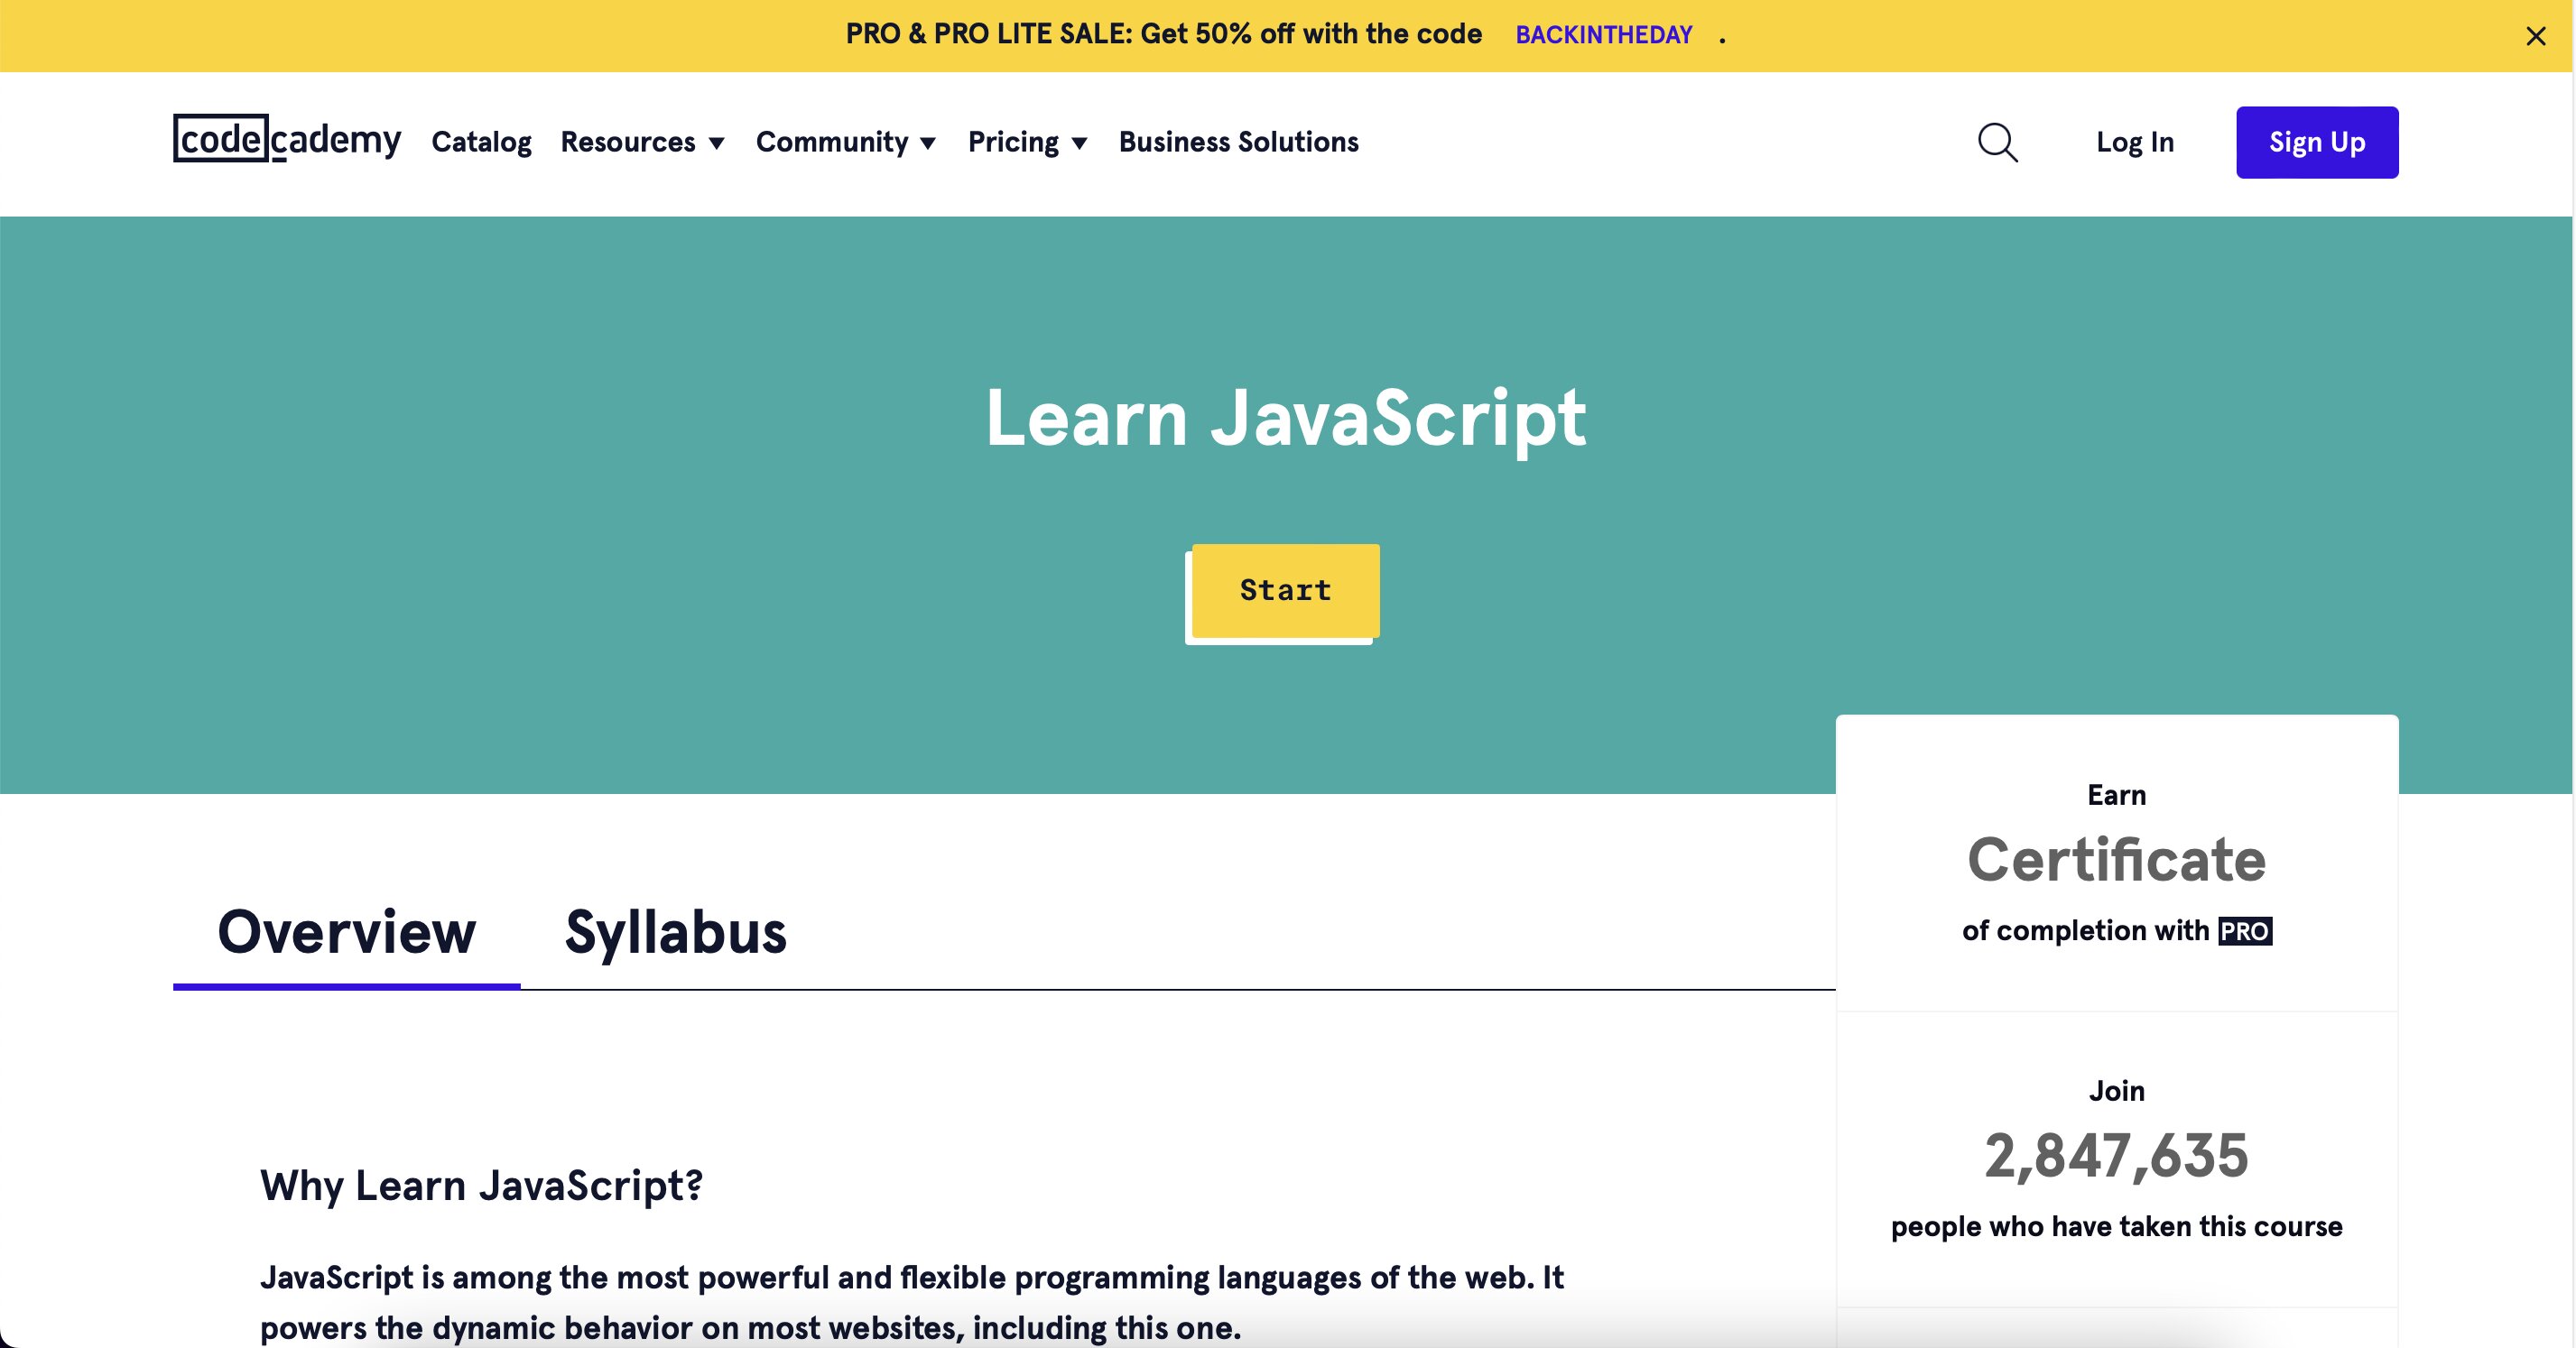 PRO & PRO LITE SALE: Get 50% off with the code BACKINTHEDAY .
codecademy Catalog Resources Community Pricing Business Solutions Log In Sign Up
Learn JavaScript
Start
Earn
Certificate
of completion with PRO
Overview Syllabus
Join
2,847,635
people who have taken this course
Why Learn JavaScript?
JavaScript is among the most powerful and flexible programming languages of the web. It
powers the dynamic behavior on most websites, including this one.